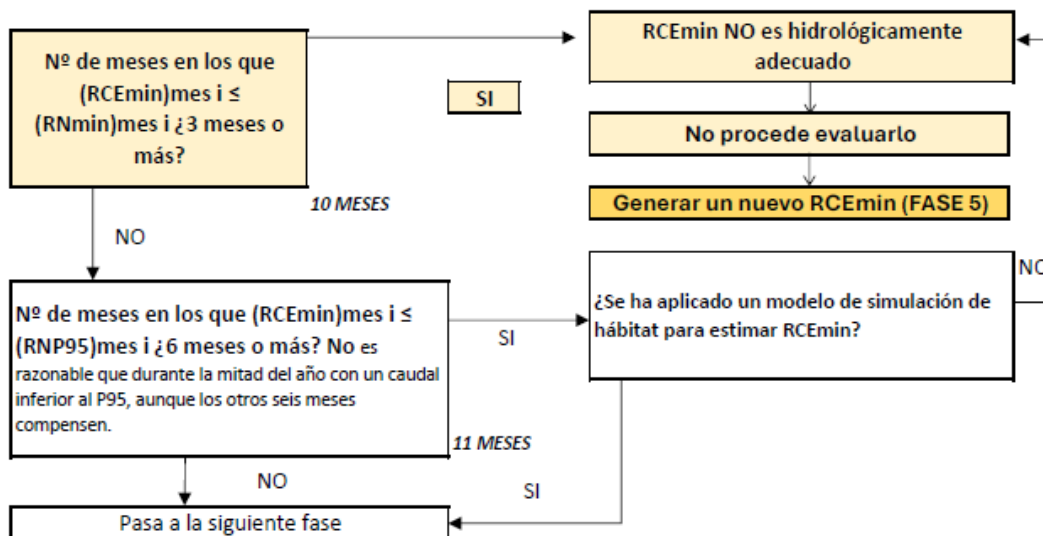 Nº de meses en los que
(RCEmin)mes i ≤
(RNmin)mes i ¿3 meses o
más?
SI
RCEmin NO es hidrológicamente
adecuado
No procede evaluarlo
Generar un nuevo RCEmin (FASE 5)
10 MESES
NO
Nº de meses en los que (RCEmin)mes i ≤
(RNP95)mes i ¿6 meses o más? No es
razonable que durante la mitad del año con un caudal
inferior al P95, aunque los otros seis meses
compensen.
SI
¿Se ha aplicado un modelo de simulación de
hábitat para estimar RCEmin?
NO
11 MESES
NO
SI
Pasa a la siguiente fase